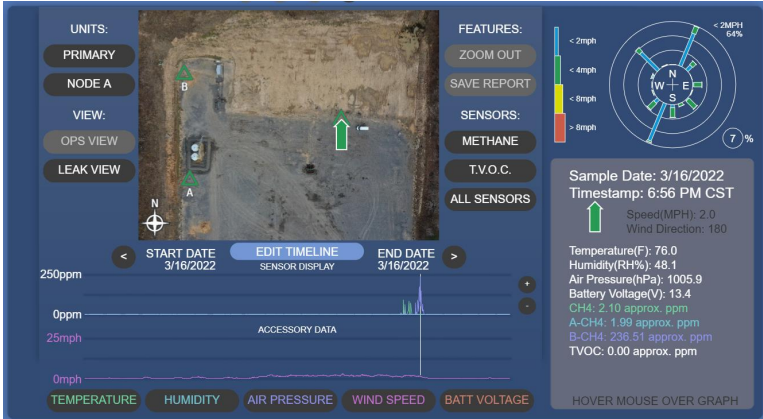 UNITS:
PRIMARY
NODE A
VIEW:
OPS VIEW
LEAK VIEW
B
A
N
FEATURES:
ZOOM OUT
SAVE REPORT
SENSORS:
METHANE
T.V.O.C.
ALL SENSORS
< 2mph
< 4mph
< 8mph
> 8mph
< 2MPH
64%
N
W E
S
7 %
< START DATE EDIT TIMELINE END DATE >
3/16/2022 SENSOR DISPLAY 3/16/2022
250ppm
+
-
0ppm
ACCESSORY DATA
25mph
0mph
TEMPERATURE HUMIDITY AIR PRESSURE WIND SPEED BATT VOLTAGE
Sample Date: 3/16/2022
Timestamp: 6:56 PM CST
Speed(MPH): 2.0
Wind Direction: 180
Temperature(F): 76.0
Humidity(RH%): 48.1
Air Pressure(hPa): 1005.9
Battery Voltage(V): 13.4
CH4: 2.10 approx. ppm
A-CH4: 1.99 approx. ppm
B-CH4: 236.51 approx. ppm
TVOC: 0.00 approx. ppm
HOVER MOUSE OVER GRAPH